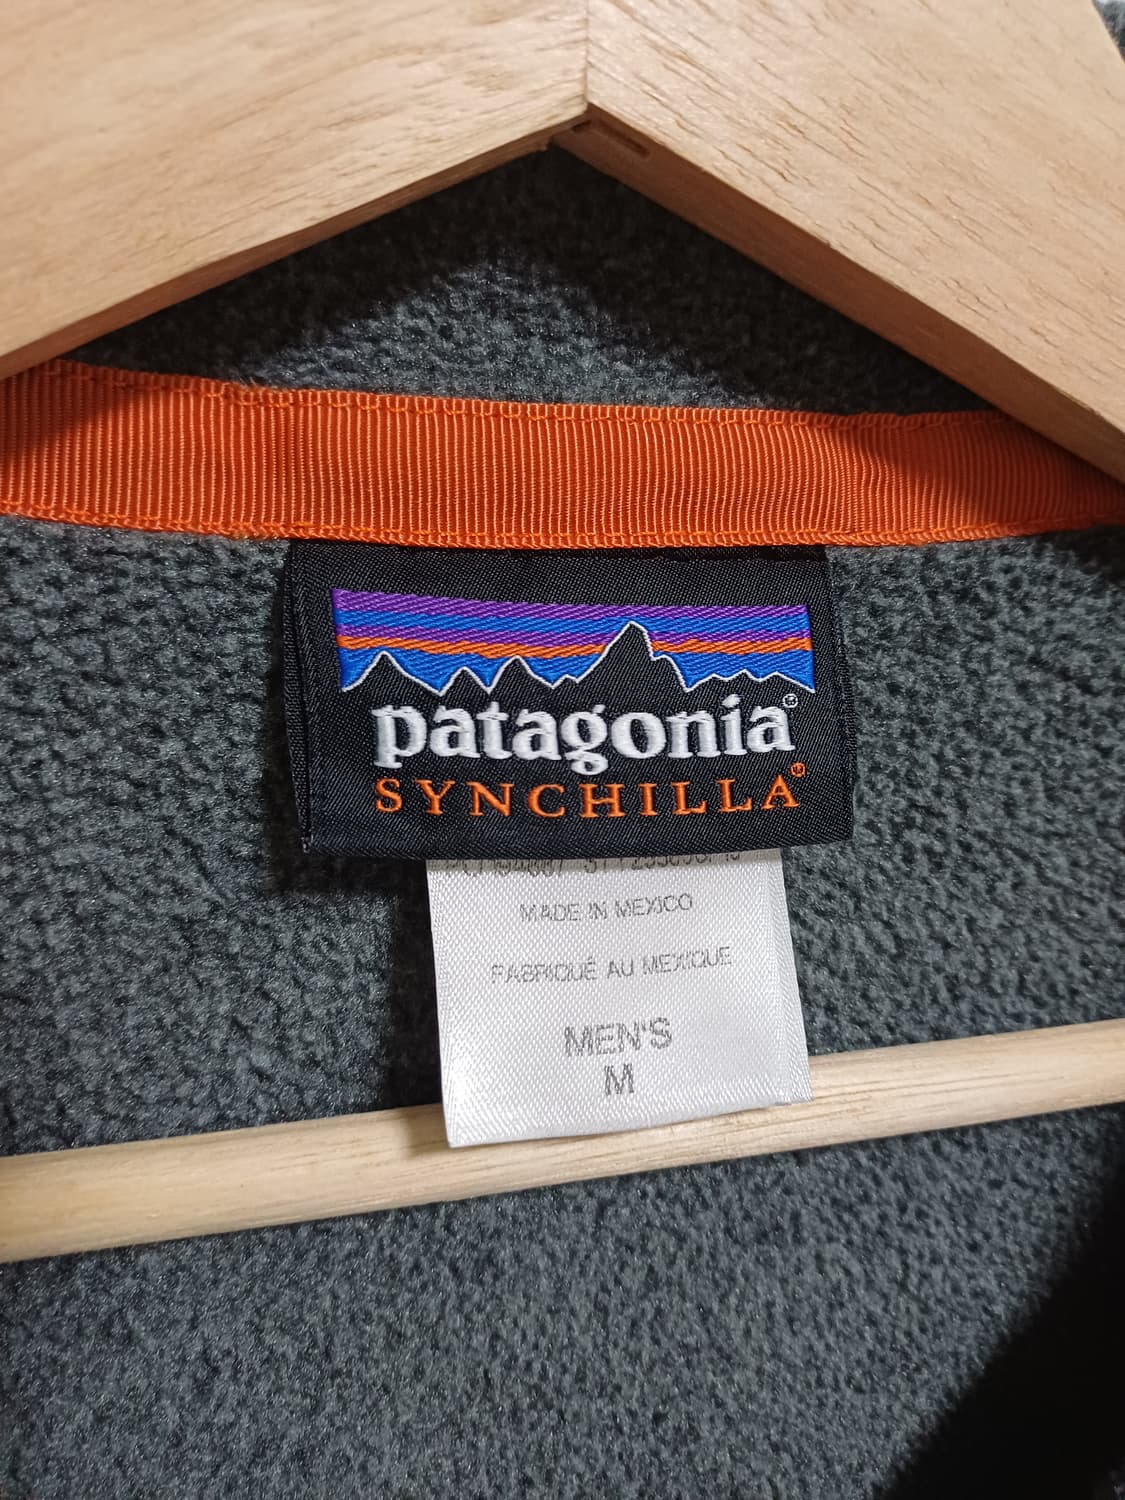 patagonia®
SYNCHILLA®
MADE IN MEXICO
FABRIQUÉ AU MEXIQUE
MEN'S
M